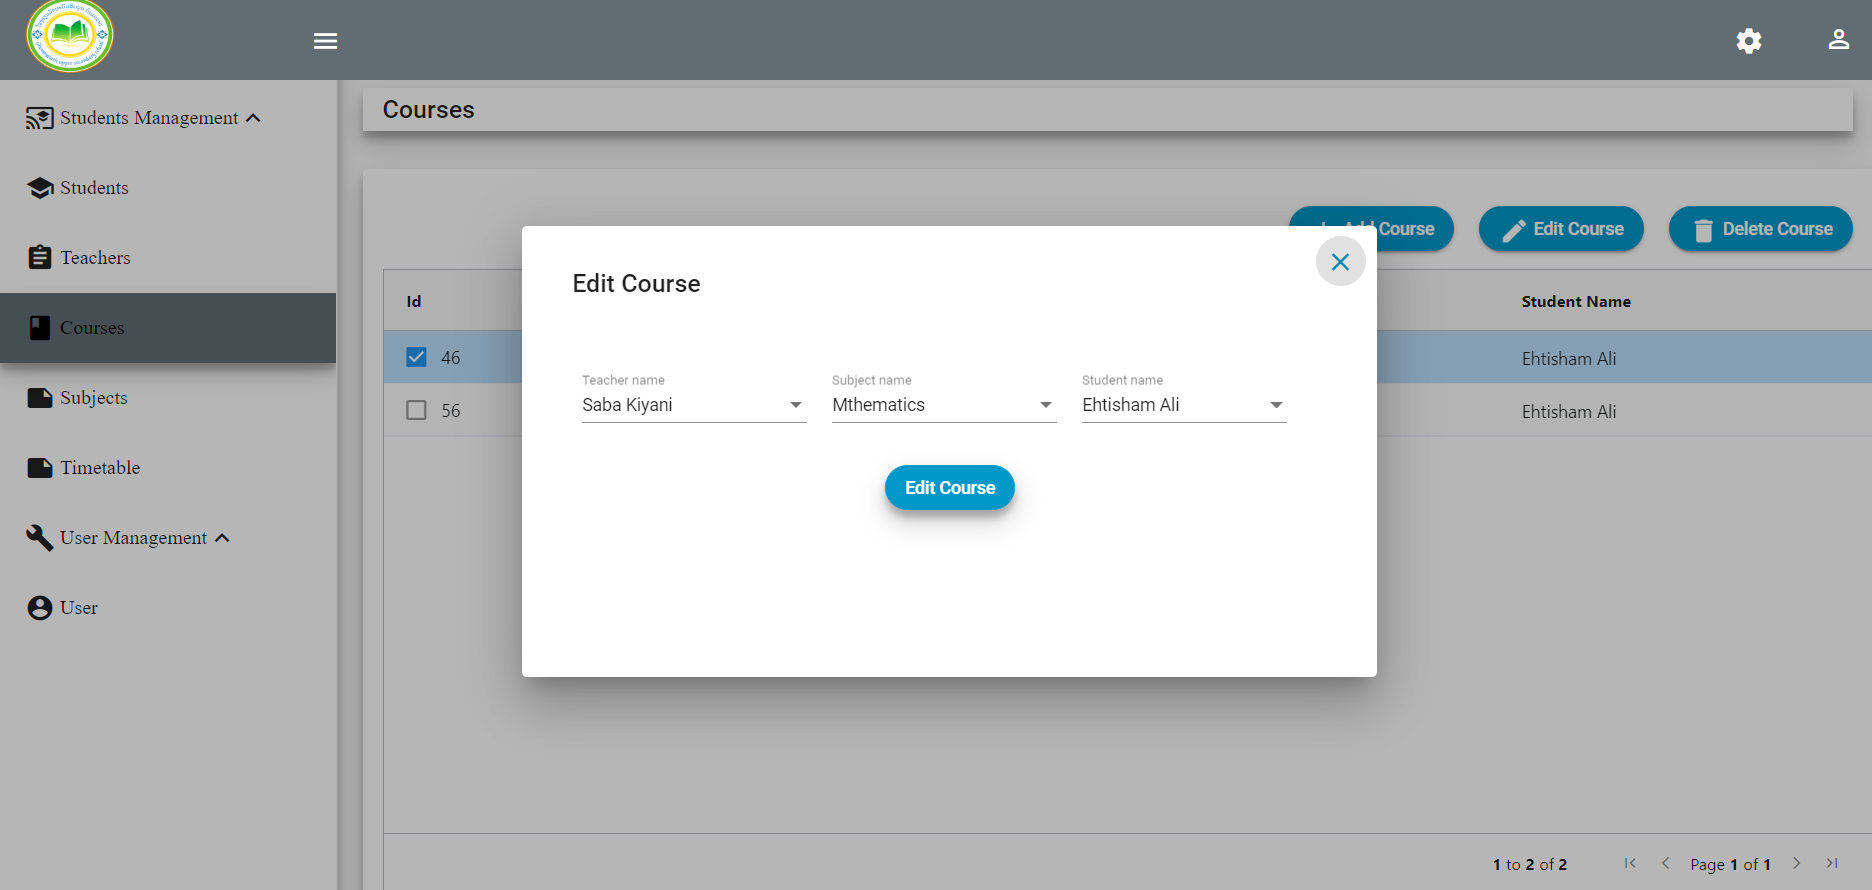 Students Management
Students
Teachers
Courses
Subjects
Timetable
User Management
User
Courses
Course
Edit Course
Delete Course
Id
Student Name
46
Ehtisham Ali
56
Ehtisham Ali
Edit Course
Teacher name
Subject name
Student name
Saba Kiyani
Mthematics
Ehtisham Ali
Edit Course
1 to 2 of 2
Page 1 of 1